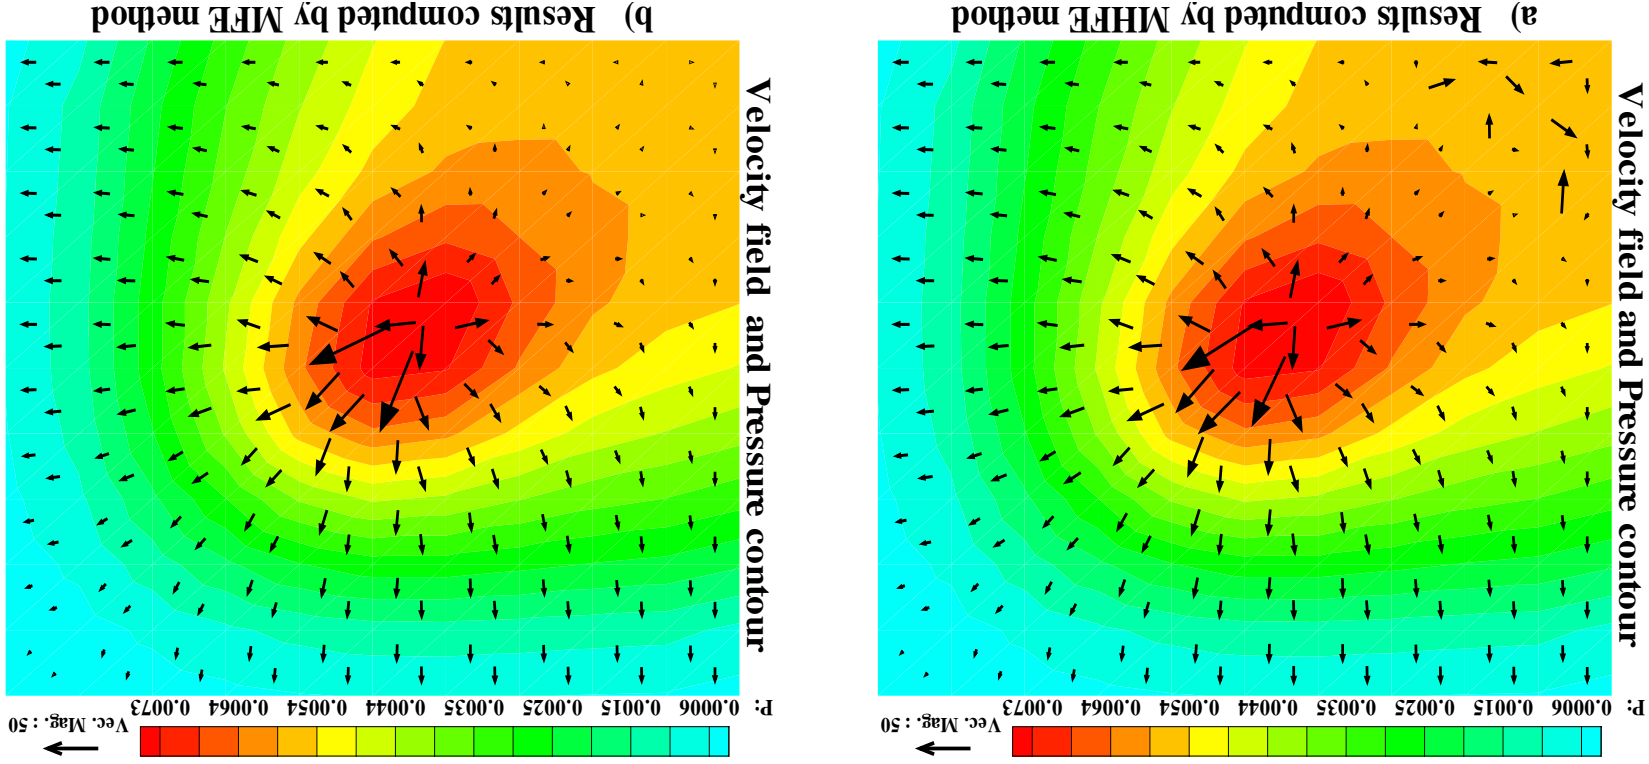 a) Results computed by MHFE method
Velocity field and Pressure contour
P: 0.0006 0.0015 0.0025 0.0035 0.0044 0.0054 0.0064 0.0073
Vec. Mag. : 50
b) Results computed by MFE method
Velocity field and Pressure contour
P: 0.0006 0.0015 0.0025 0.0035 0.0044 0.0054 0.0064 0.0073
Vec. Mag. : 50